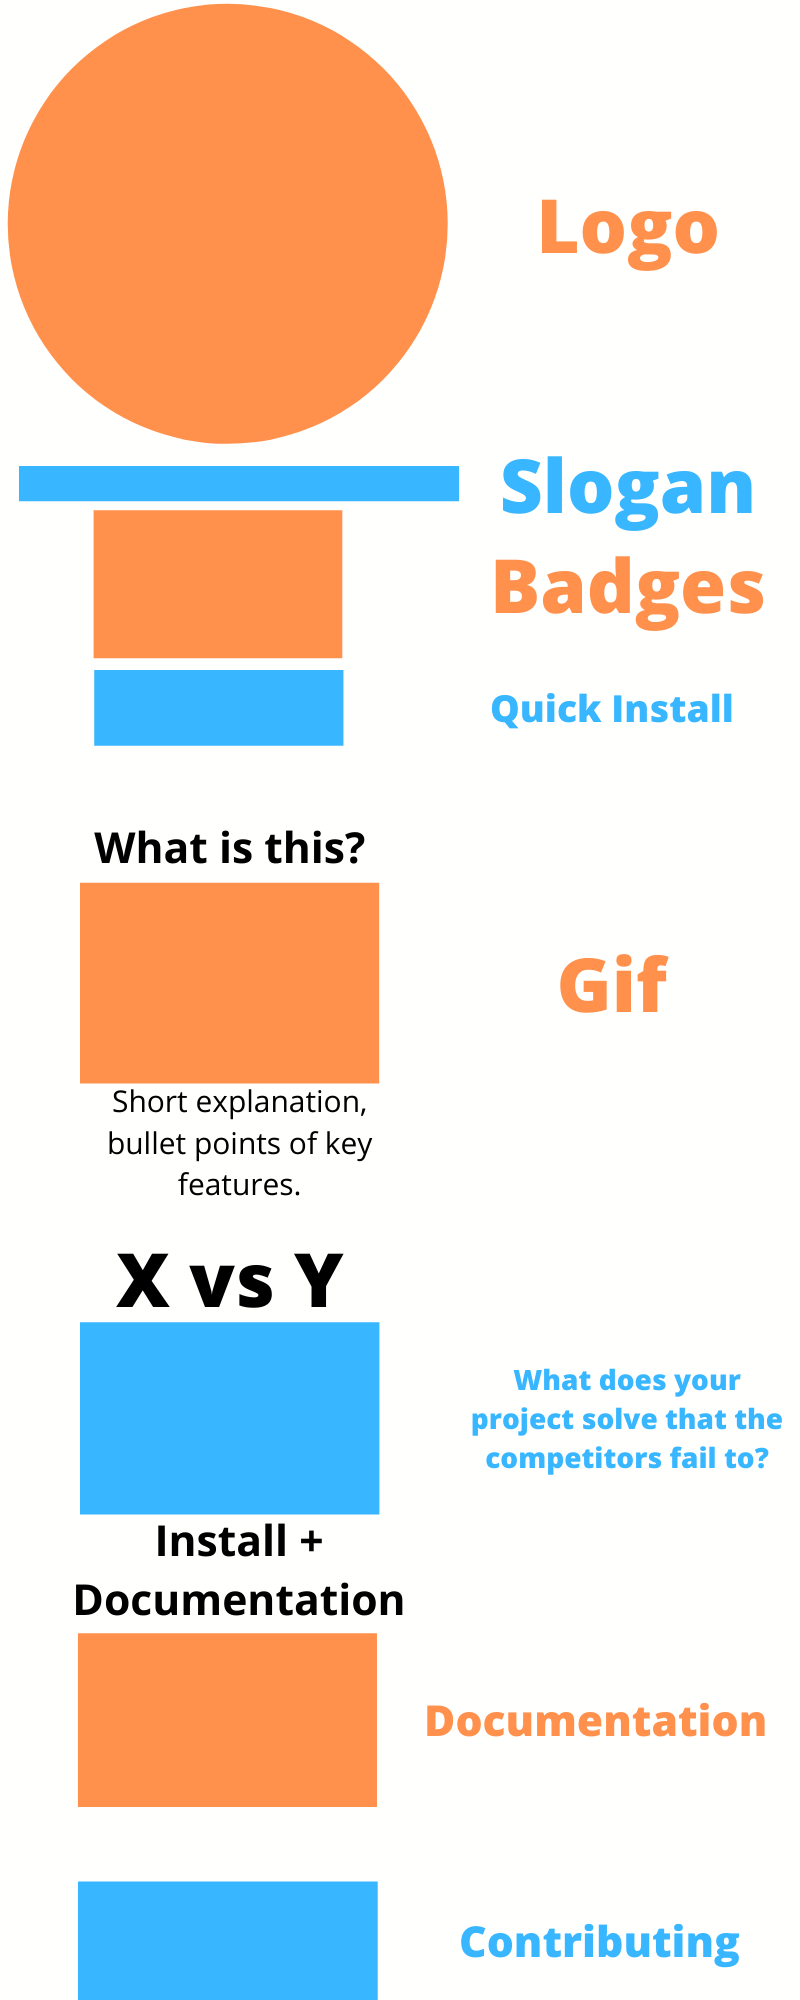 Logo
Slogan
Badges
Quick Install
What is this?
Gif
Short explanation,
bullet points of key
features.
X vs Y
What does your
project solve that the
competitors fail to?
Install +
Documentation
Documentation
Contributing